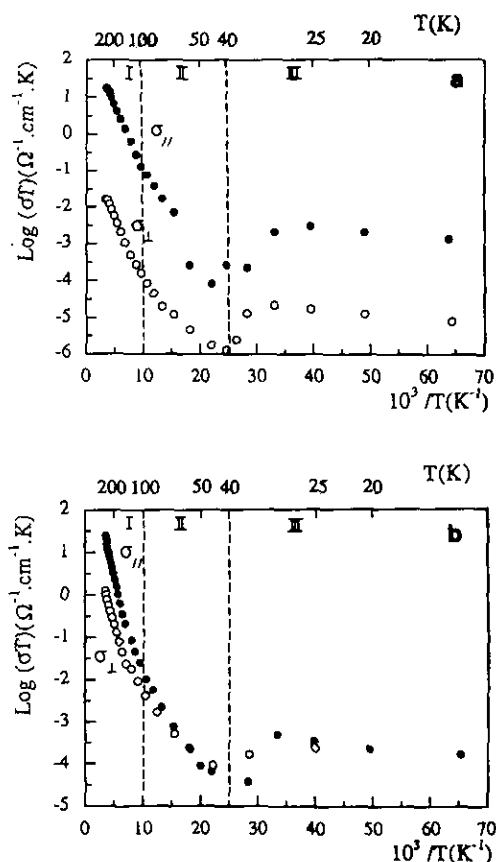 T(K)
200 100 50 40 25 20
I II III a
Log (σT)(Ω⁻¹.cm⁻¹.K)
2
1
0
-1
-2
-3
-4
-5
-6
σ//
σ⊥
0 10 20 30 40 50 60 70
10³ /T(K⁻¹)
T(K)
200 100 50 40 25 20
I II III b
Log (σT)(Ω⁻¹.cm⁻¹.K)
2
1
0
-1
-2
-3
-4
-5
σ//
σ⊥
0 10 20 30 40 50 60 70
10³ /T(K⁻¹)